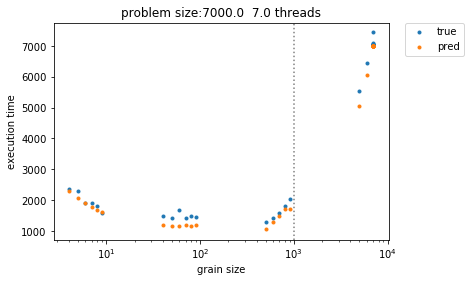 problem size:7000.0  7.0 threads
true
pred
execution time
7000
6000
5000
4000
3000
2000
1000
10¹ 10² 10³ 10⁴
grain size